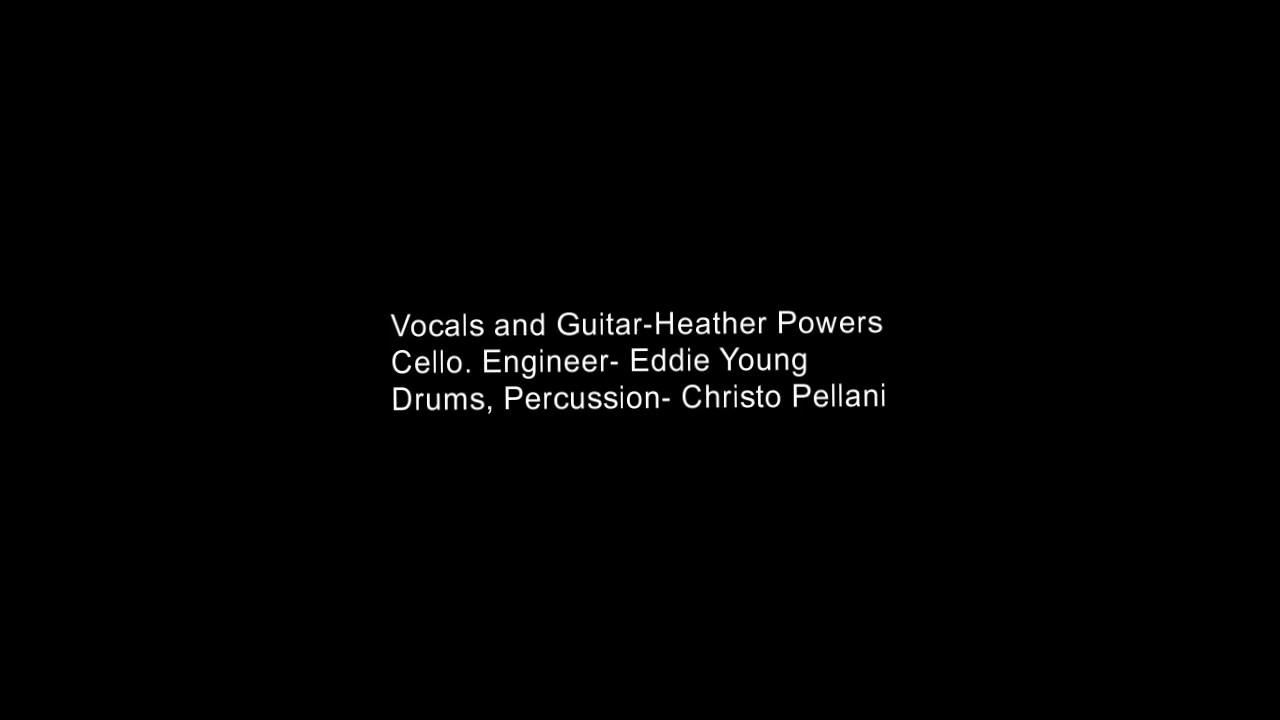 Vocals and Guitar-Heather Powers
Cello. Engineer- Eddie Young
Drums, Percussion- Christo Pellani